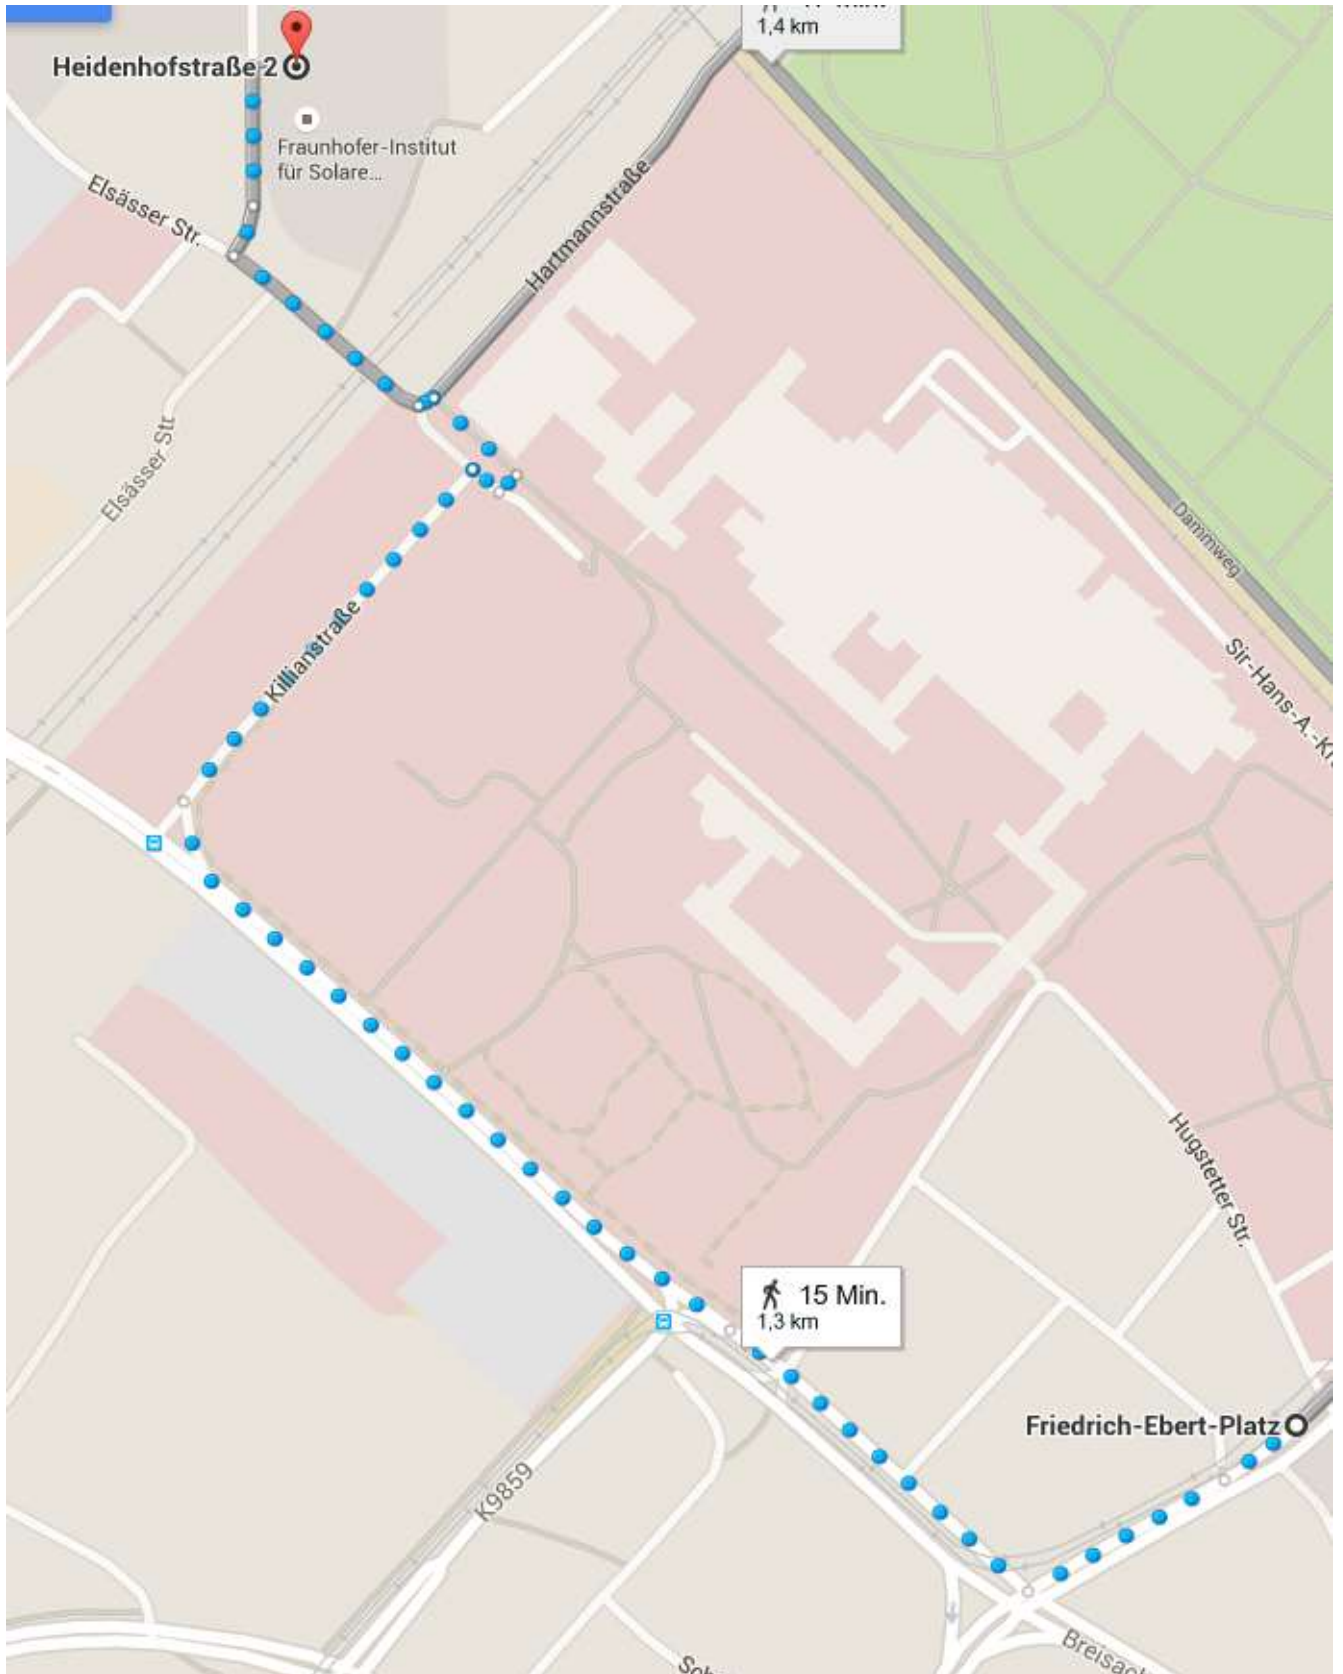 1,4 km
Heidenhofstraße 2
Fraunhofer-Institut
für Solare...
Elsässer Str.
Hartmannstraße
Elsässer Str.
Dammweg
Killianstraße
Sir-Hans-A.-Kr
Hugstetter Str.
15 Min.
1,3 km
Friedrich-Ebert-Platz
K9859
Breisac